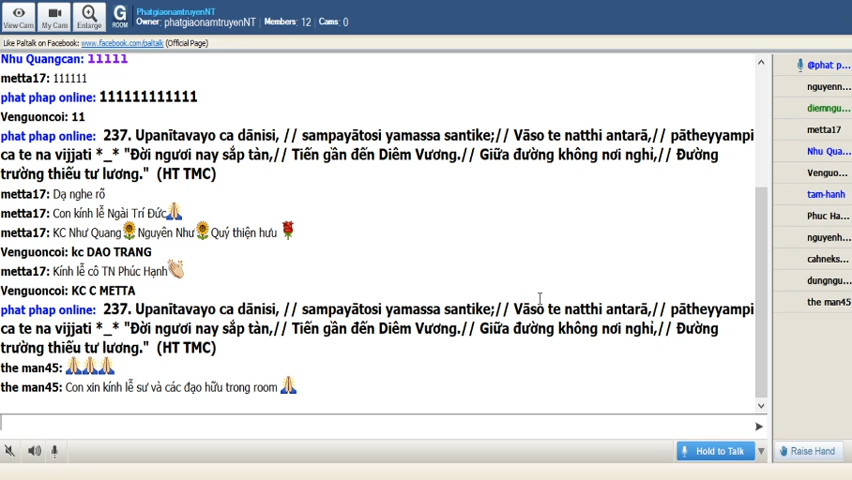 View Cam
My Cam
Enlarge
G
ROOM
PhatgiaonamtruyenNT
Owner: phatgiaonamtruyenNT Members: 12 Cams: 0
Like Paltalk on Facebook: www.facebook.com/paltalk (Official Page)
Nhu Quangcan: 11111
metta17: 111111
phat phap online: 111111111111
Venguoncoi: 11
phat phap online: 237. Upanītavayo ca dānisi, // sampayātosi yamassa santike;// Vāso te natthi antarā,// pātheyyampi
ca te na vijjati *_* "Đời ngươi nay sắp tàn,// Tiến gần đến Diêm Vương.// Giữa đường không nơi nghỉ,// Đường
trường thiếu tư lương." (HT TMC)
metta17: Dạ nghe rõ
metta17: Con kính lễ Ngài Trí Đức
metta17: KC Như Quang Nguyên Như Quý thiện hưu
Venguoncoi: kc DAO TRANG
metta17: Kính lễ cô TN Phúc Hạnh
Venguoncoi: KC C METTA
phat phap online: 237. Upanītavayo ca dānisi, // sampayātosi yamassa santike;// Vāso te natthi antarā,// pātheyyampi
ca te na vijjati *_* "Đời ngươi nay sắp tàn,// Tiến gần đến Diêm Vương.// Giữa đường không nơi nghỉ,// Đường
trường thiếu tư lương." (HT TMC)
the man45:
the man45: Con xin kính lễ sư và các đạo hữu trong room
@phat p...
nguyenn...
diemngu...
metta17
Nhu Qua...
Venguo...
tam-hanh
Phuc Ha...
nguyenh...
cahneks...
dungngu...
the man45
Hold to Talk
Raise Hand